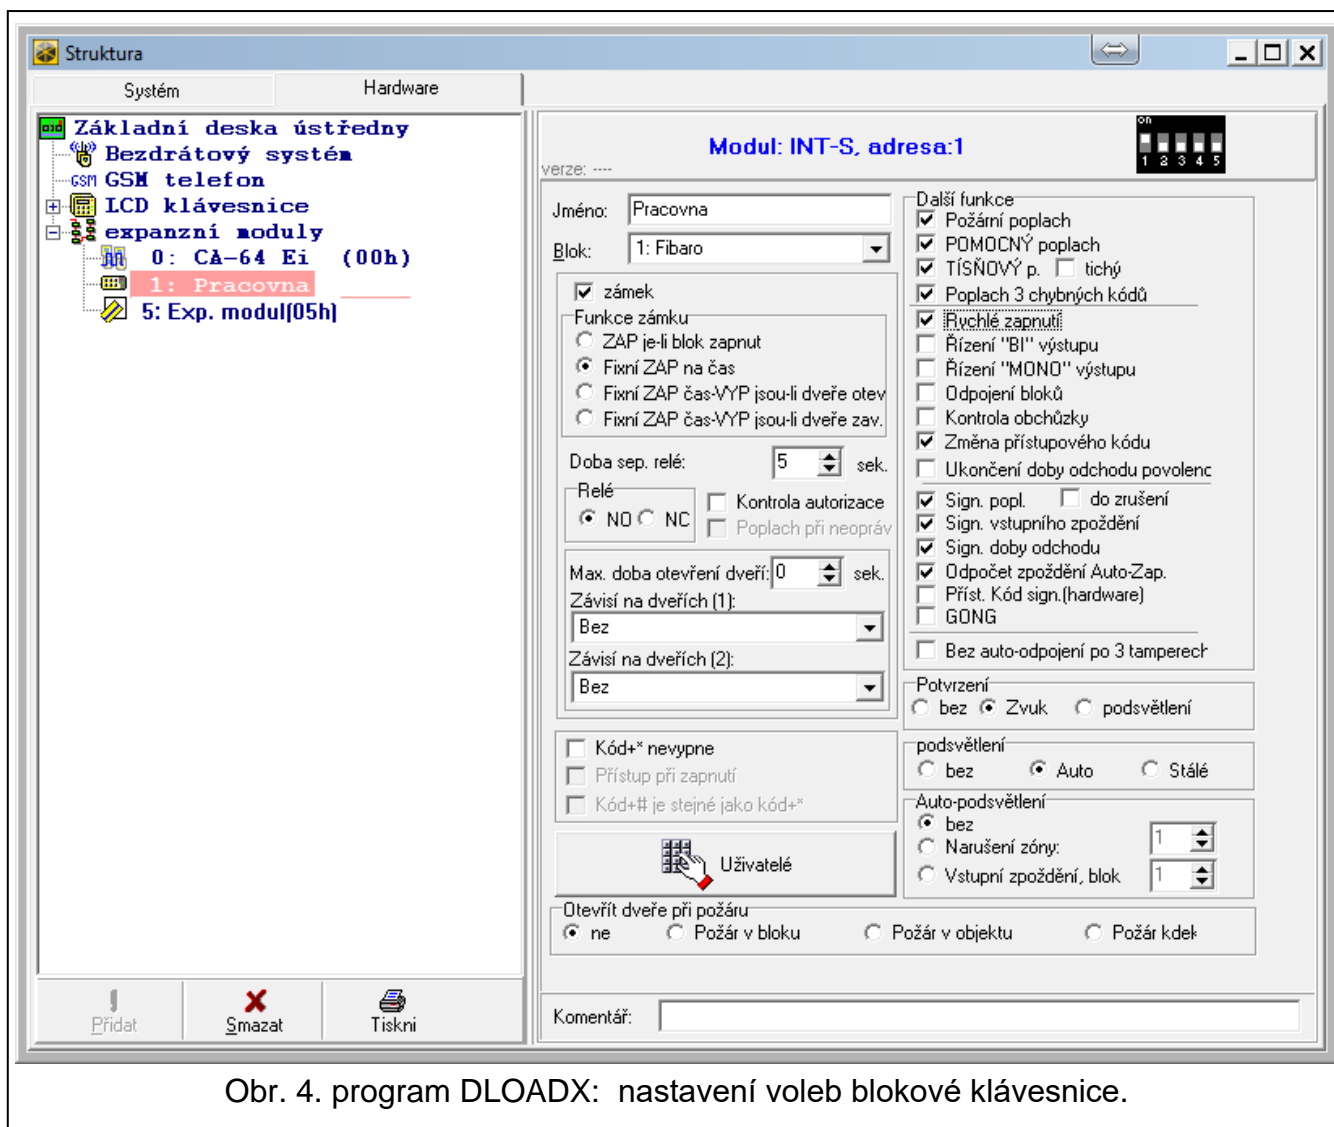 Struktura
Systém
Hardware
Základní deska ústředny
Bezdrátový systém
GSM GSM telefon
LCD klávesnice
expanzní moduly
0: CA-64 Ei (00h)
1: Pracovna
5: Exp. modul(05h)
Přidat
Smazat
Tiskni
Modul: INT-S, adresa:1
on
1 2 3 4 5
verze: ----
Jméno: Pracovna
Blok: 1: Fibaro
zámek
Funkce zámku
ZAP je-li blok zapnut
Fixní ZAP na čas
Fixní ZAP čas-VYP jsou-li dveře otev
Fixní ZAP čas-VYP jsou-li dveře zav.
Doba sep. relé: 5 sek.
Relé
NO NC
Kontrola autorizace
Poplach při neopráv
Max. doba otevření dveří: 0 sek.
Závisí na dveřích (1):
Bez
Závisí na dveřích (2):
Bez
Kód+* nevypne
Přístup při zapnutí
Kód+# je stejné jako kód+*
Uživatelé
Další funkce
Požární poplach
POMOCNÝ poplach
TÍSŇOVÝ p. tichý
Poplach 3 chybných kódů
Rychlé zapnutí
Řízení "BI" výstupu
Řízení "MONO" výstupu
Odpojení bloků
Kontrola obchůzky
Změna přístupového kódu
Ukončení doby odchodu povolenc
Sign. popl. do zrušení
Sign. vstupního zpoždění
Sign. doby odchodu
Odpočet zpoždění Auto-Zap.
Příst. Kód sign.(hardware)
GONG
Bez auto-odpojení po 3 tamperech
Potvrzení
bez Zvuk podsvětlení
podsvětlení
bez Auto Stálé
Auto-podsvětlení
bez
Narušení zóny: 1
Vstupní zpoždění, blok 1
Otevřít dveře při požáru
ne Požár v bloku Požár v objektu Požár kdek
Komentář:
Obr. 4. program DLOADX: nastavení voleb blokové klávesnice.